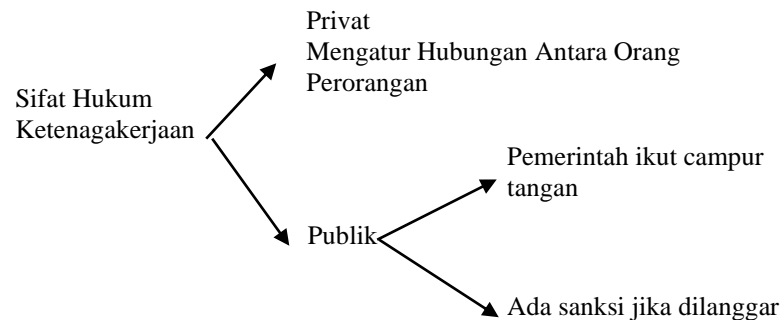 Privat
Mengatur Hubungan Antara Orang
Perorangan
Sifat Hukum
Ketenagakerjaan
Pemerintah ikut campur
tangan
Publik
Ada sanksi jika dilanggar